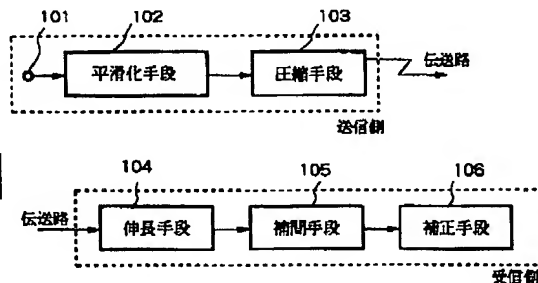 101 102 103
平滑化手段 圧縮手段 伝送路
送信側
104 105 106
伝送路 伸長手段 補間手段 補正手段
受信側